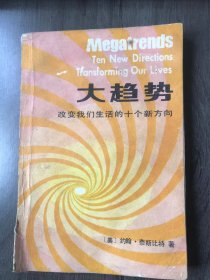 Megatrends
Ten New Directions
Transforming Our Lives
大趋势
改变我们生活的十个新方向
〔美〕约翰·奈斯比特 著